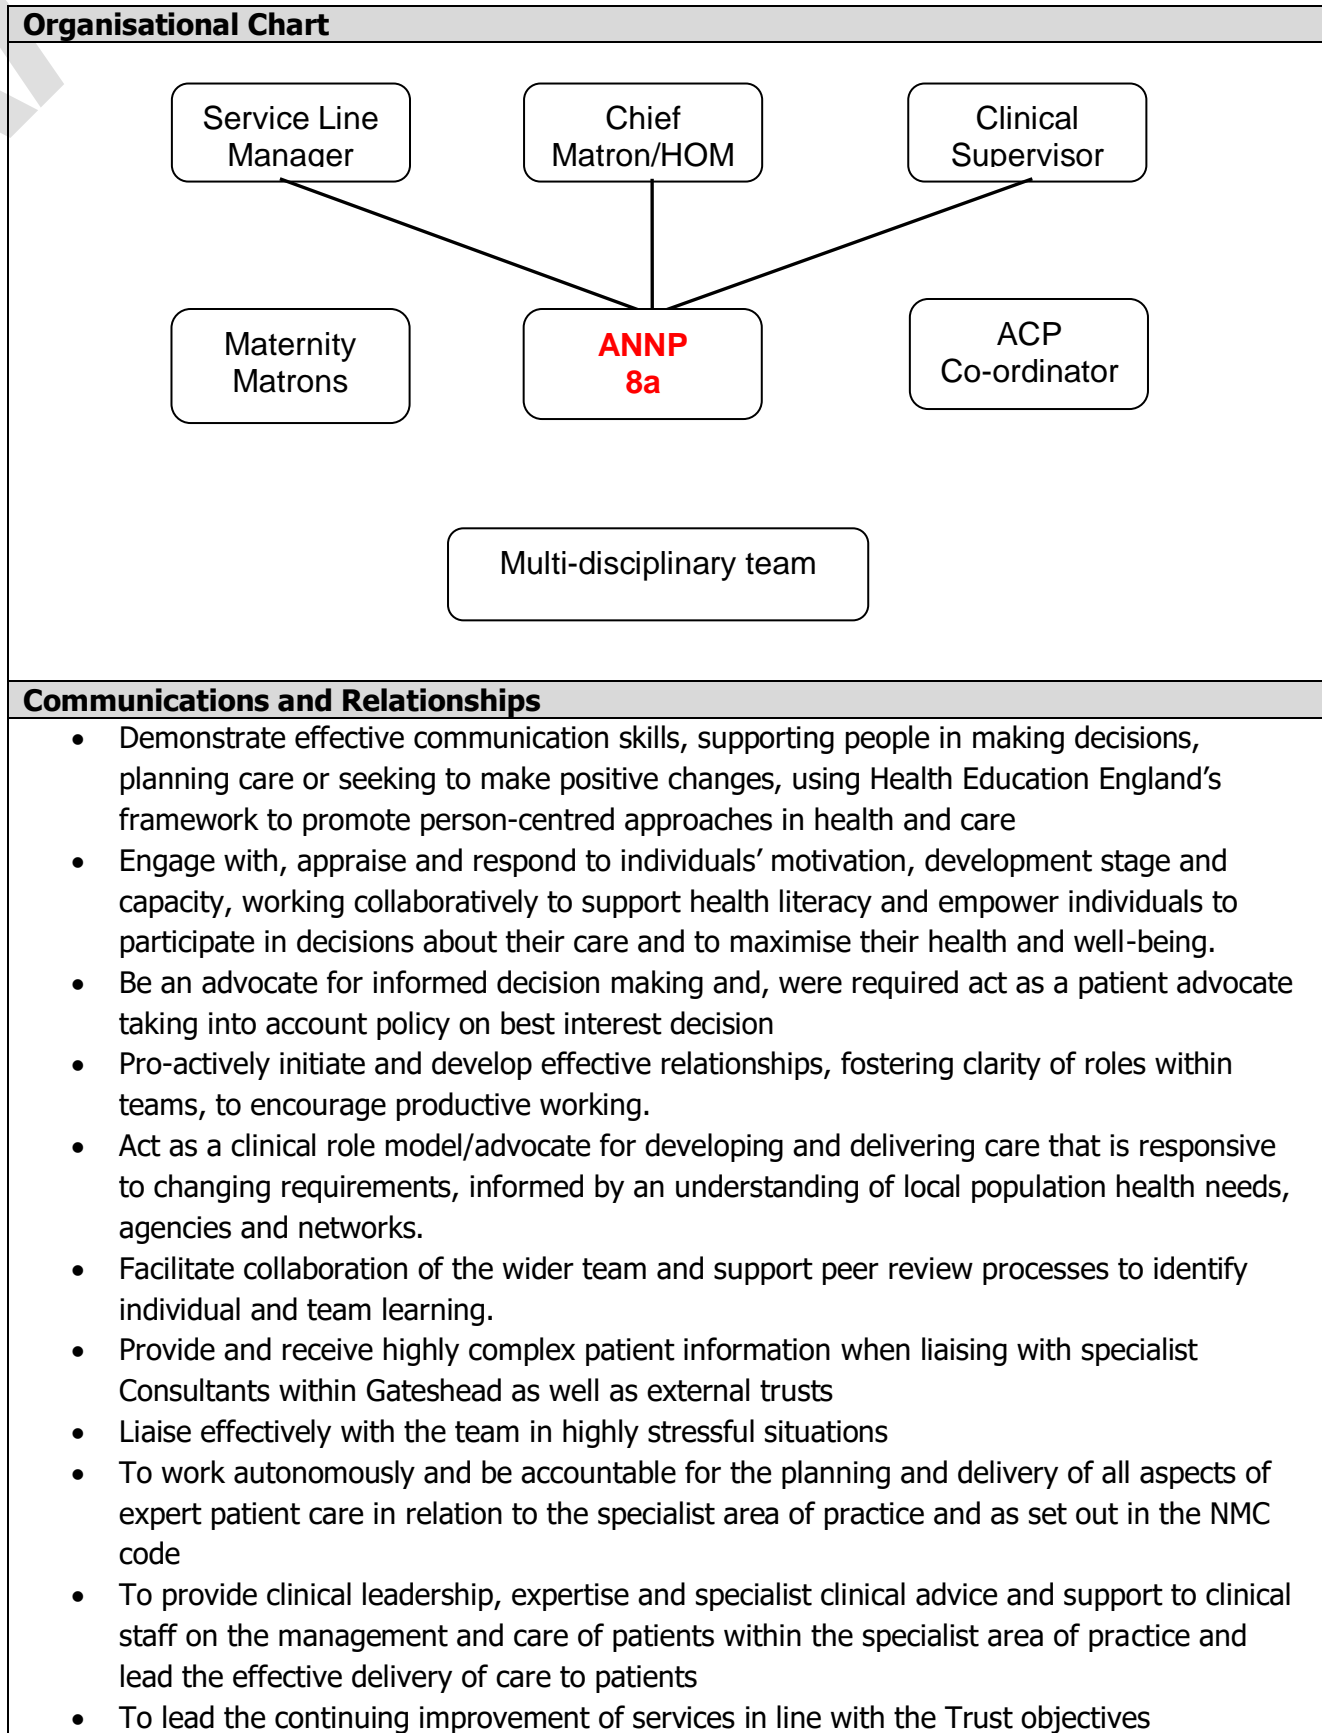 Organisational Chart
Service Line
Manager
Chief
Matron/HOM
Clinical
Supervisor
Maternity
Matrons
ANNP
8a
ACP
Co-ordinator
Multi-disciplinary team
Communications and Relationships
• Demonstrate effective communication skills, supporting people in making decisions,
planning care or seeking to make positive changes, using Health Education England’s
framework to promote person-centred approaches in health and care
• Engage with, appraise and respond to individuals’ motivation, development stage and
capacity, working collaboratively to support health literacy and empower individuals to
participate in decisions about their care and to maximise their health and well-being.
• Be an advocate for informed decision making and, were required act as a patient advocate
taking into account policy on best interest decision
• Pro-actively initiate and develop effective relationships, fostering clarity of roles within
teams, to encourage productive working.
• Act as a clinical role model/advocate for developing and delivering care that is responsive
to changing requirements, informed by an understanding of local population health needs,
agencies and networks.
• Facilitate collaboration of the wider team and support peer review processes to identify
individual and team learning.
• Provide and receive highly complex patient information when liaising with specialist
Consultants within Gateshead as well as external trusts
• Liaise effectively with the team in highly stressful situations
• To work autonomously and be accountable for the planning and delivery of all aspects of
expert patient care in relation to the specialist area of practice and as set out in the NMC
code
• To provide clinical leadership, expertise and specialist clinical advice and support to clinical
staff on the management and care of patients within the specialist area of practice and
lead the effective delivery of care to patients
• To lead the continuing improvement of services in line with the Trust objectives